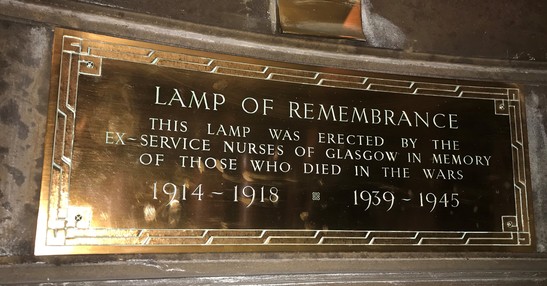 LAMP OF REMEMBRANCE
THIS LAMP WAS ERECTED BY THE
EX-SERVICE NURSES OF GLASGOW IN MEMORY
OF THOSE WHO DIED IN THE WARS
1914 - 1918 1939 - 1945